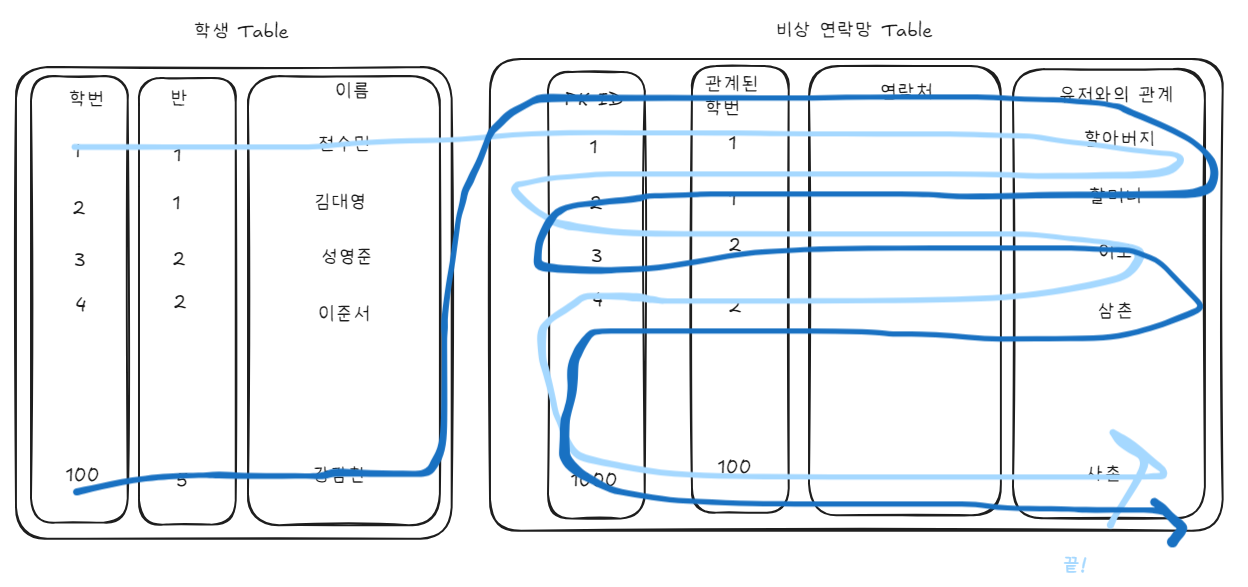 학생 Table
학번 반 이름
1 1 전수민
2 1 김대영
3 2 성영준
4 2 이준서
100 5 강감찬
비상 연락망 Table
PK ID 관계된 학번 연락처 유저와의 관계
1 1 할아버지
2 1 할머니
3 2 이모
4 2 삼촌
1000 100 사촌
끝!